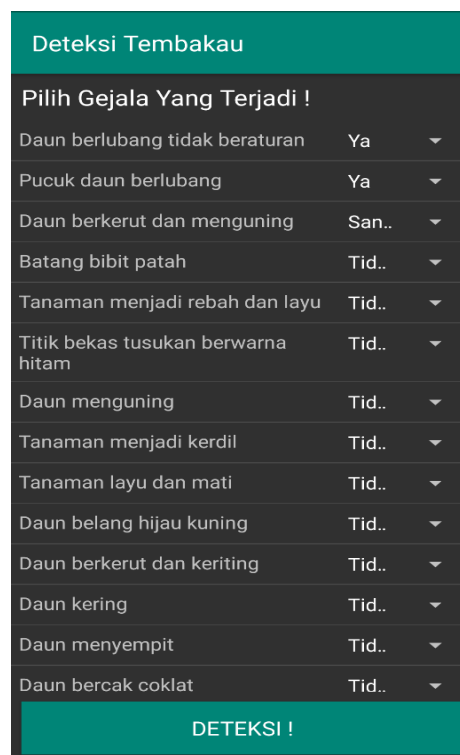 Deteksi Tembakau
Pilih Gejala Yang Terjadi !
Daun berlubang tidak beraturan Ya
Pucuk daun berlubang Ya
Daun berkerut dan menguning San..
Batang bibit patah Tid..
Tanaman menjadi rebah dan layu Tid..
Titik bekas tusukan berwarna Tid..
hitam
Daun menguning Tid..
Tanaman menjadi kerdil Tid..
Tanaman layu dan mati Tid..
Daun belang hijau kuning Tid..
Daun berkerut dan keriting Tid..
Daun kering Tid..
Daun menyempit Tid..
Daun bercak coklat Tid..
DETEKSI !